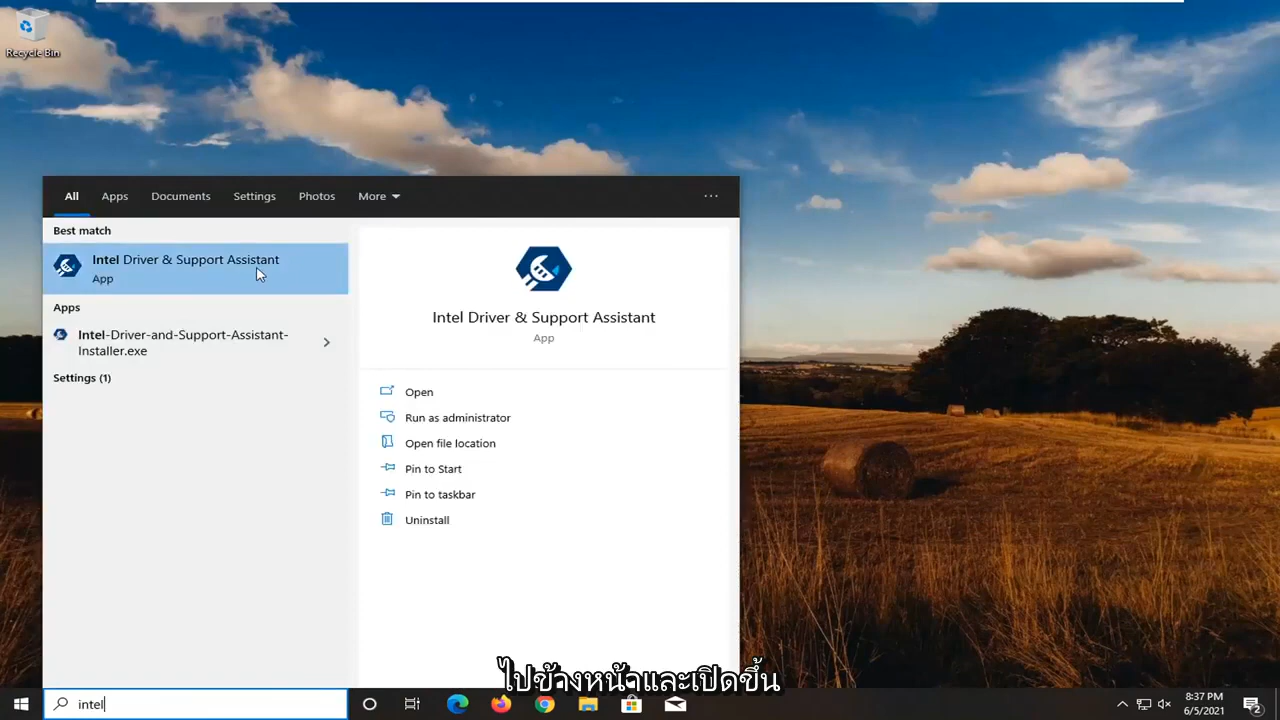 Recycle Bin
All
Apps
Documents
Settings
Photos
More
Best match
Intel Driver & Support Assistant
App
Apps
Intel-Driver-and-Support-Assistant-
Installer.exe
Settings (1)
Intel Driver & Support Assistant
App
Open
Run as administrator
Open file location
Pin to Start
Pin to taskbar
Uninstall
ไปข้างหน้าและเปิดขึ้น
intel
8:37 PM
6/5/2021
2